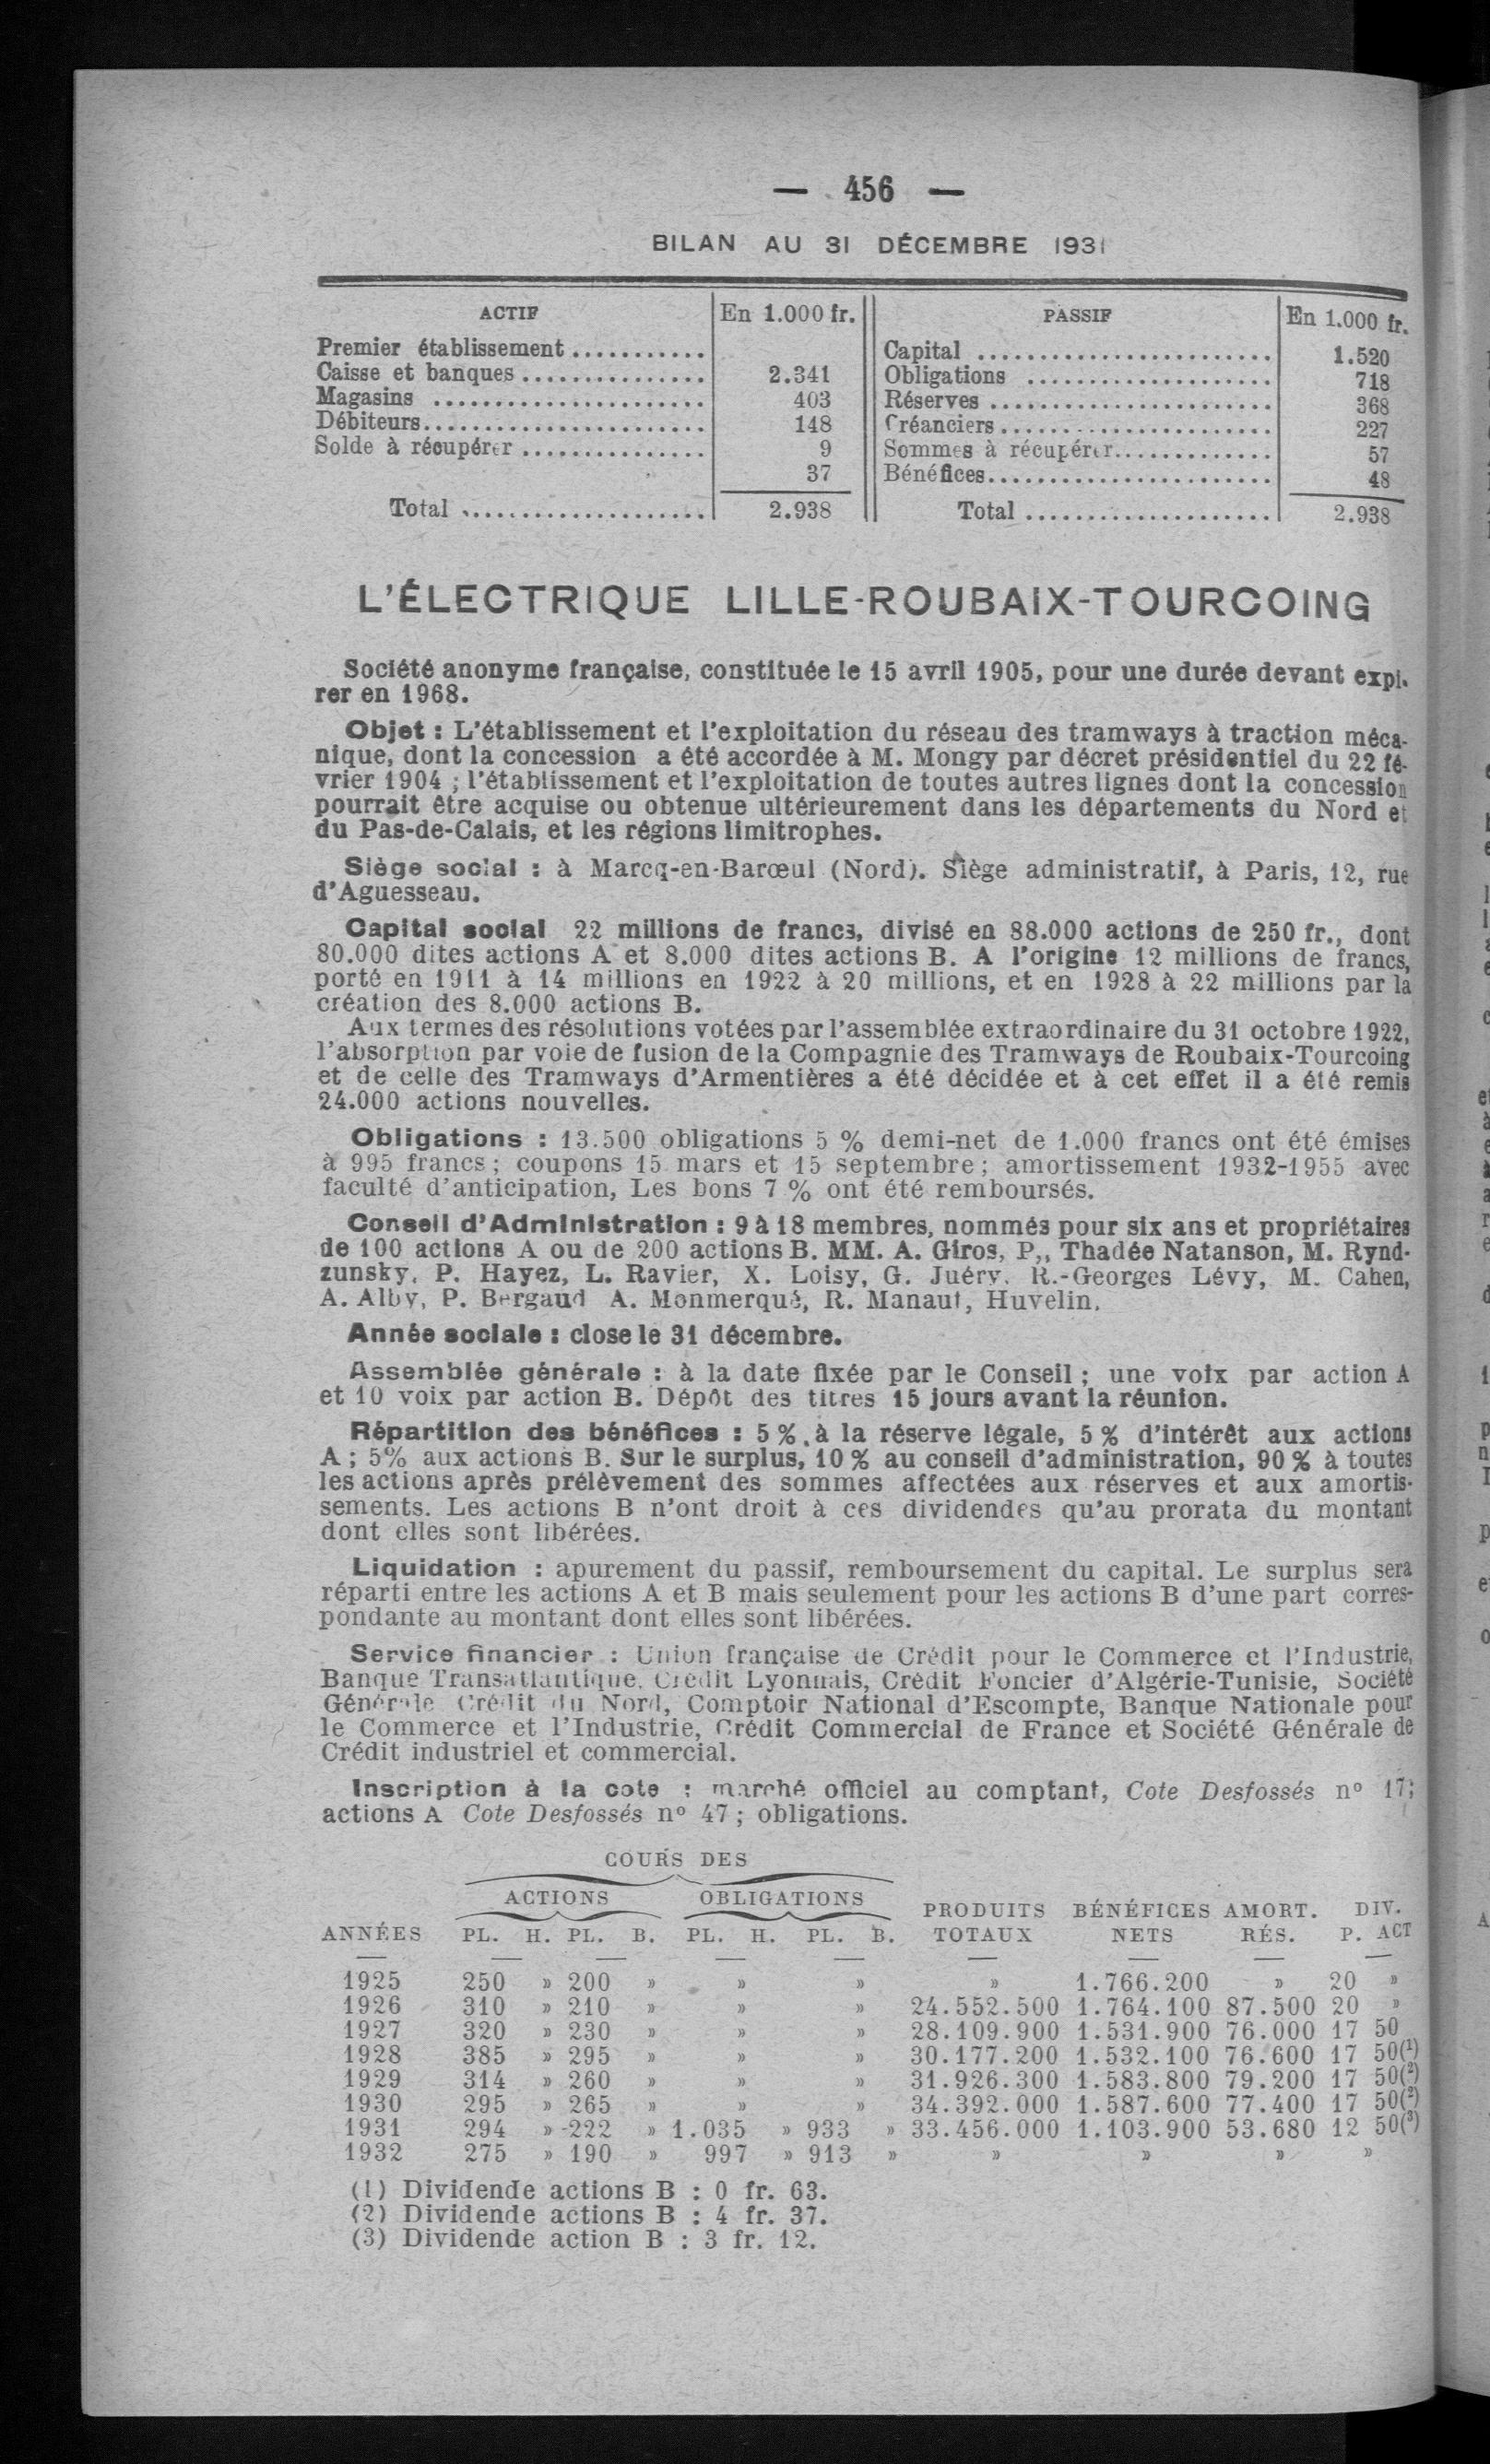 — 456 —
BILAN AU 31 DÉCEMBRE 1931
ACTIF En 1.000 fr. PASSIF En 1.000 fr.
Premier établissement ........... Capital ........................ 1.520
Caisse et banques ............... 2.341 Obligations .................... 718
Magasins ...................... 403 Réserves ....................... 368
Débiteurs....................... 148 Créanciers...................... 227
Solde à récupérer ............... 9 Sommes à récupérer............. 57
37 Bénéfices....................... 48
Total .................... 2.938 Total .................... 2.938
L'ÉLECTRIQUE LILLE-ROUBAIX-TOURCOING
Société anonyme française, constituée le 15 avril 1905, pour une durée devant expi-
rer en 1968.
Objet : L'établissement et l'exploitation du réseau des tramways à traction méca-
nique, dont la concession a été accordée à M. Mongy par décret présidentiel du 22 fé-
vrier 1904 ; l'établissement et l'exploitation de toutes autres lignes dont la concession
pourrait être acquise ou obtenue ultérieurement dans les départements du Nord et
du Pas-de-Calais, et les régions limitrophes.
Siège social : à Marcq-en-Barœul (Nord). Siège administratif, à Paris, 12, rue
d'Aguesseau.
Capital social 22 millions de francs, divisé en 88.000 actions de 250 fr., dont
80.000 dites actions A et 8.000 dites actions B. A l'origine 12 millions de francs,
porté en 1911 à 14 millions en 1922 à 20 millions, et en 1928 à 22 millions par la
création des 8.000 actions B.
Aux termes des résolutions votées par l'assemblée extraordinaire du 31 octobre 1922,
l'absorption par voie de fusion de la Compagnie des Tramways de Roubaix-Tourcoing
et de celle des Tramways d'Armentières a été décidée et à cet effet il a été remis
24.000 actions nouvelles.
Obligations : 13.500 obligations 5 % demi-net de 1.000 francs ont été émises
à 995 francs ; coupons 15 mars et 15 septembre ; amortissement 1932-1955 avec
faculté d'anticipation, Les bons 7 % ont été remboursés.
Conseil d'Administration : 9 à 18 membres, nommés pour six ans et propriétaires
de 100 actions A ou de 200 actions B. MM. A. Giros, P,, Thadée Natanson, M. Rynd-
zunsky, P. Hayez, L. Ravier, X. Loisy, G. Juéry. R.-Georges Lévy, M. Cahen,
A. Alby, P. Bergaud A. Monmerqué, R. Manaut, Huvelin.
Année sociale : close le 31 décembre.
Assemblée générale : à la date fixée par le Conseil ; une voix par action A
et 10 voix par action B. Dépôt des titres 15 jours avant la réunion.
Répartition des bénéfices : 5 % à la réserve légale, 5 % d'intérêt aux actions
A ; 5% aux actions B. Sur le surplus, 10 % au conseil d'administration, 90 % à toutes
les actions après prélèvement des sommes affectées aux réserves et aux amortis-
sements. Les actions B n'ont droit à ces dividendes qu'au prorata du montant
dont elles sont libérées.
Liquidation : apurement du passif, remboursement du capital. Le surplus sera
réparti entre les actions A et B mais seulement pour les actions B d'une part corres-
pondante au montant dont elles sont libérées.
Service financier : Union française de Crédit pour le Commerce et l'Industrie,
Banque Transatlantique, Crédit Lyonnais, Crédit Foncier d'Algérie-Tunisie, Société
Générale Crédit du Nord, Comptoir National d'Escompte, Banque Nationale pour
le Commerce et l'Industrie, Crédit Commercial de France et Société Générale de
Crédit industriel et commercial.
Inscription à la cote : marché officiel au comptant, Cote Desfossés nº 17;
actions A Cote Desfossés nº 47 ; obligations.
COURS DES
ACTIONS OBLIGATIONS PRODUITS BÉNÉFICES AMORT. DIV.
ANNÉES PL. H. PL. B. PL. H. PL. B. TOTAUX NETS RÉS. P. ACT
1925 250 » 200 » » » » 1.766.200 » 20 »
1926 310 » 210 » » » 24.552.500 1.764.100 87.500 20 »
1927 320 » 230 » » » 28.109.900 1.531.900 76.000 17 50
1928 385 » 295 » » » 30.177.200 1.532.100 76.600 17 50(1)
1929 314 » 260 » » » 31.926.300 1.583.800 79.200 17 50(2)
1930 295 » 265 » » » 34.392.000 1.587.600 77.400 17 50(2)
1931 294 » -222 » 1.035 » 933 » 33.456.000 1.103.900 53.680 12 50(3)
1932 275 » 190 » 997 » 913 » » » » »
(1) Dividende actions B : 0 fr. 63.
(2) Dividende actions B : 4 fr. 37.
(3) Dividende action B : 3 fr. 12.